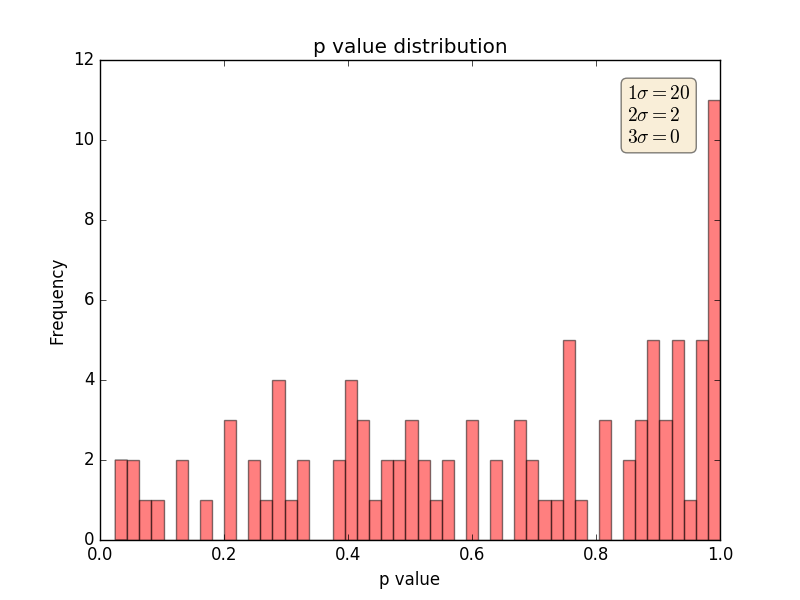 p value distribution
12
10
8
6
4
2
0
Frequency
1σ = 20
2σ = 2
3σ = 0
0.0 0.2 0.4 0.6 0.8 1.0
p value